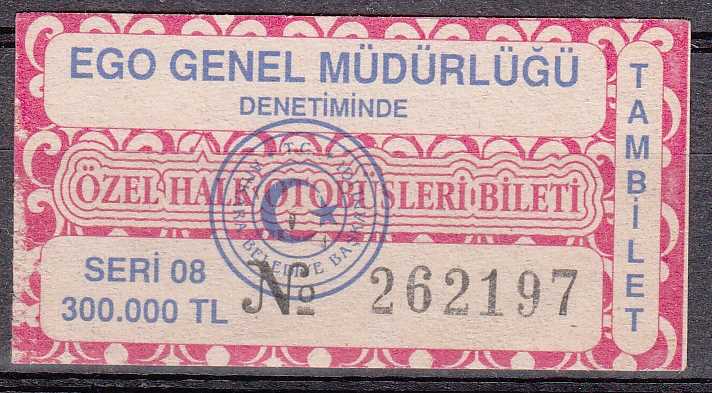 EGO GENEL MÜDÜRLÜĞÜ
DENETİMİNDE
ÖZEL HALK OTOBÜSLERİ BİLETİ
T.C.
SERİ 08
300.000 TL
№ 262197
TAM BİLET